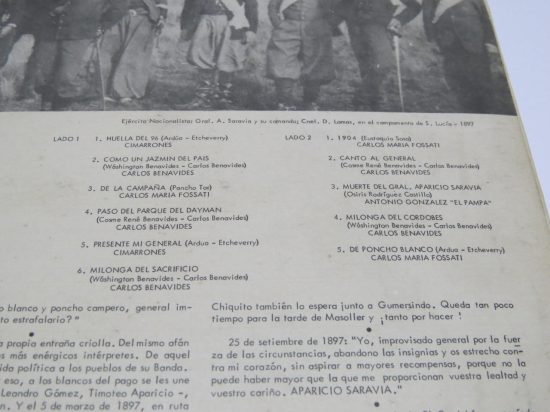 Ejército Nacionalista: Gral. A. Saravia y su comando; Cnel. D. Lamas, en el campamento de S. Lucía - 1897
LADO 1
1. HUELLA DEL 96 (Ardúa - Etcheverry)
CIMARRONES
2. COMO UN JAZMIN DEL PAIS
(Wáshington Benavides - Carlos Benavides)
CARLOS BENAVIDES
3. DE LA CAMPAÑA (Poncho Tor)
CARLOS MARIA FOSSATI
4. PASO DEL PARQUE DEL DAYMAN
(Cosme René Benavides - Carlos Benavides)
CARLOS BENAVIDES
5. PRESENTE MI GENERAL (Ardua - Etcheverry)
CIMARRONES
6. MILONGA DEL SACRIFICIO
(Wáshington Benavides - Carlos Benavides)
CARLOS BENAVIDES
LADO 2
1. 1904 (Eustaquio Sosa)
CARLOS MARIA FOSSATI
2. CANTO AL GENERAL
(Cosme René Benavides - Carlos Benavides)
CARLOS BENAVIDES
3. MUERTE DEL GRAL. APARICIO SARAVIA
(Osiris Rodríguez Castillo)
ANTONIO GONZALEZ "EL PAMPA"
4. MILONGA DEL CORDOBES
(Wáshington Benavides - Carlos Benavides)
CARLOS BENAVIDES
5. DE PONCHO BLANCO (Ardua - Etcheverry)
CARLOS MARIA FOSSATI
o blanco y poncho campero, general im-
to estrafalario?"
a propia entraña criolla. Del mismo afán
s más enérgicos intérpretes. De aquel
ida política a los pueblos de su Banda.
r eso, a los blancos del pago se les une
Leandro Gómez, Timoteo Aparicio -,
n. Y el 5 de marzo de 1897, en ruta
Chiquito también la espera junto a Gumersindo. Queda tan poco
tiempo para la tarde de Masoller y ¡tanto por hacer!
25 de setiembre de 1897: "Yo, improvisado general por la fuer
za de las circunstancias, abandono las insignias y os estrecho con
tra mi corazón, sin aspirar a mayores recompensas, porque no la
puede haber mayor que la que me proporcionan vuestra lealtad y
vuestro cariño. APARICIO SARAVIA.